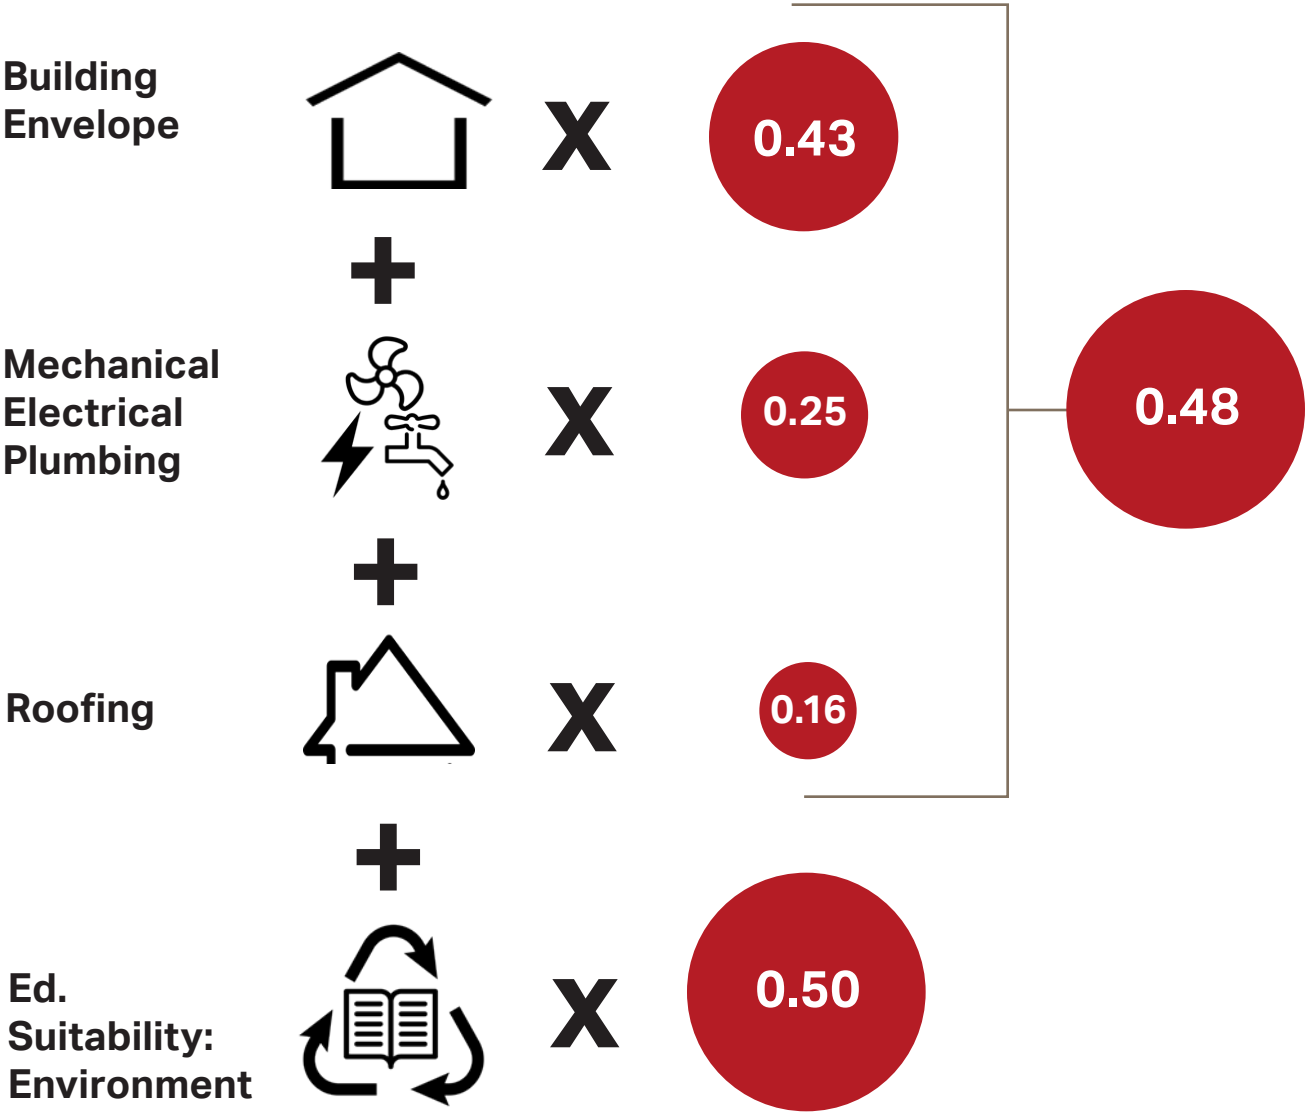 Building
Envelope
X
0.43
+
Mechanical
Electrical
Plumbing
X
0.25
0.48
+
Roofing
X
0.16
+
Ed.
Suitability:
Environment
X
0.50